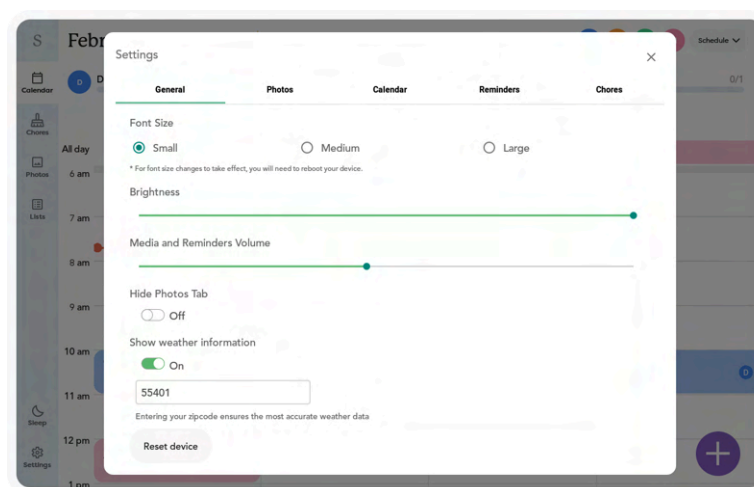 S
Febr
Schedule
Settings
Calendar
D
D
0/1
General Photos Calendar Reminders Chores
Font Size
Chores
Small Medium Large
All day
* For font size changes to take effect, you will need to reboot your device.
Photos
6 am
Brightness
Lists
7 am
Media and Reminders Volume
8 am
Hide Photos Tab
9 am
Off
Show weather information
10 am
On
D
55401
11 am
Entering your zipcode ensures the most accurate weather data
Sleep
12 pm
Reset device
Settings
1 pm